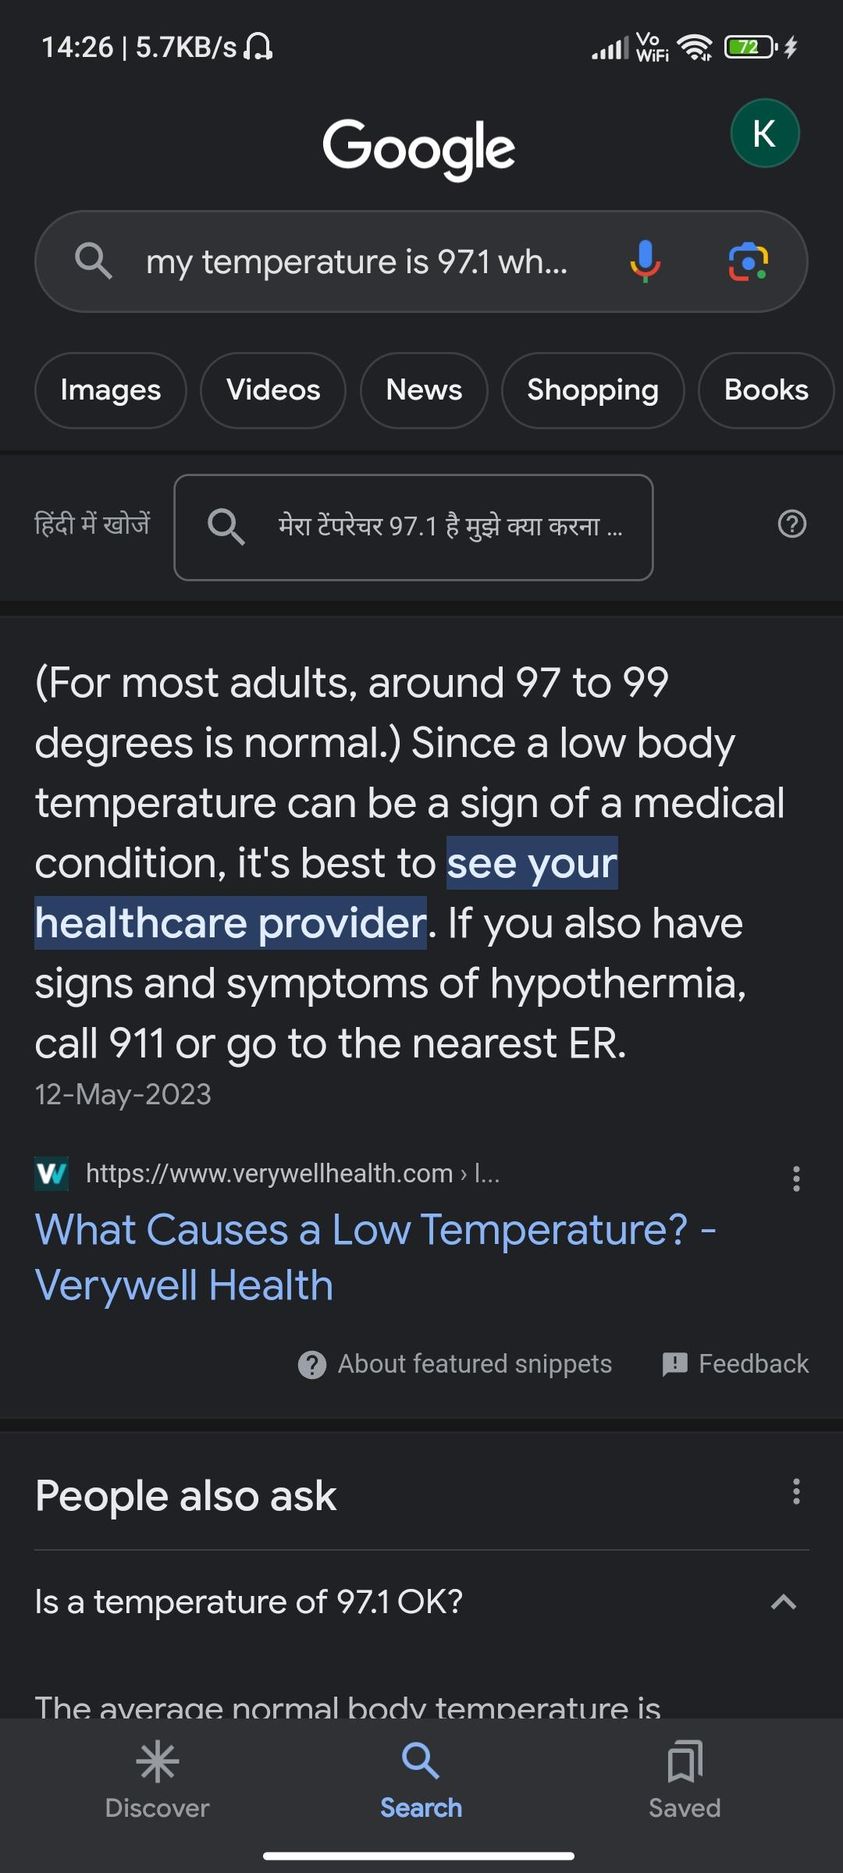 14:26 | 5.7KB/s
Vo
WiFi
72
Google
K
my temperature is 97.1 wh...
Images Videos News Shopping Books
हिंदी में खोजें
मेरा टेंपरेचर 97.1 है मुझे क्या करना ...
(For most adults, around 97 to 99
degrees is normal.) Since a low body
temperature can be a sign of a medical
condition, it's best to see your
healthcare provider. If you also have
signs and symptoms of hypothermia,
call 911 or go to the nearest ER.
12-May-2023
https://www.verywellhealth.com › l...
What Causes a Low Temperature? -
Verywell Health
About featured snippets Feedback
People also ask
Is a temperature of 97.1 OK?
The average normal body temperature is
Discover Search Saved